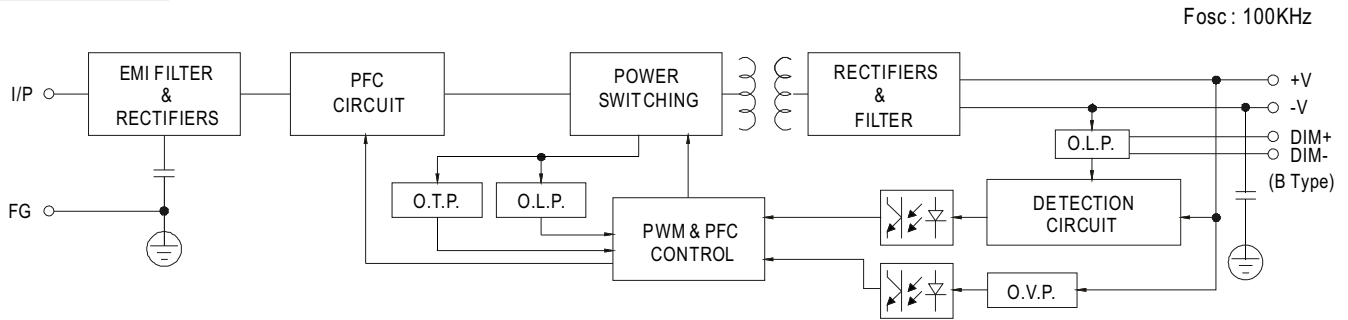 Fosc : 100KHz
I/P
EMI FILTER
&
RECTIFIERS
PFC
CIRCUIT
POWER
SWITCHING
RECTIFIERS
&
FILTER
+V
-V
DIM+
DIM-
(B Type)
O.L.P.
FG
O.T.P.
O.L.P.
PWM & PFC
CONTROL
DETECTION
CIRCUIT
O.V.P.